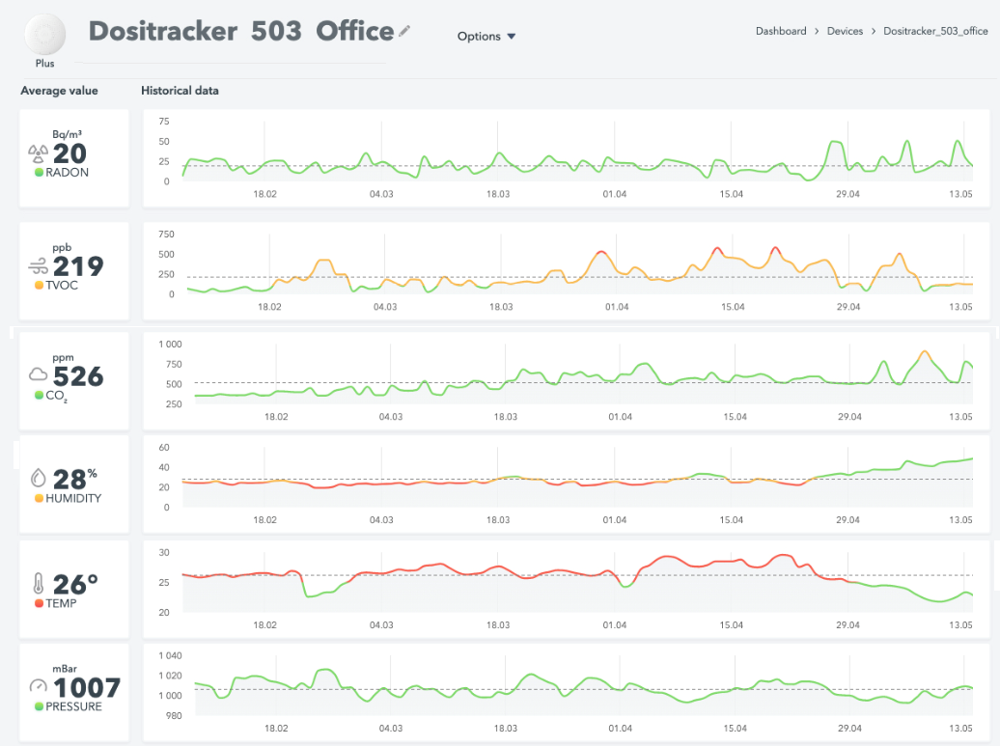 Dositracker 503 Office
Options
Dashboard > Devices > Dositracker_503_office
Plus
Average value
Historical data
Bq/m³
20
RADON
75
50
25
0
18.02 04.03 18.03 01.04 15.04 29.04 13.05
ppb
219
TVOC
750
500
250
0
18.02 04.03 18.03 01.04 15.04 29.04 13.05
ppm
526
CO₂
1 000
750
500
250
18.02 04.03 18.03 01.04 15.04 29.04 13.05
28%
HUMIDITY
60
40
20
0
18.02 04.03 18.03 01.04 15.04 29.04 13.05
26°
TEMP
30
25
20
18.02 04.03 18.03 01.04 15.04 29.04 13.05
mBar
1007
PRESSURE
1 040
1 020
1 000
980
18.02 04.03 18.03 01.04 15.04 29.04 13.05